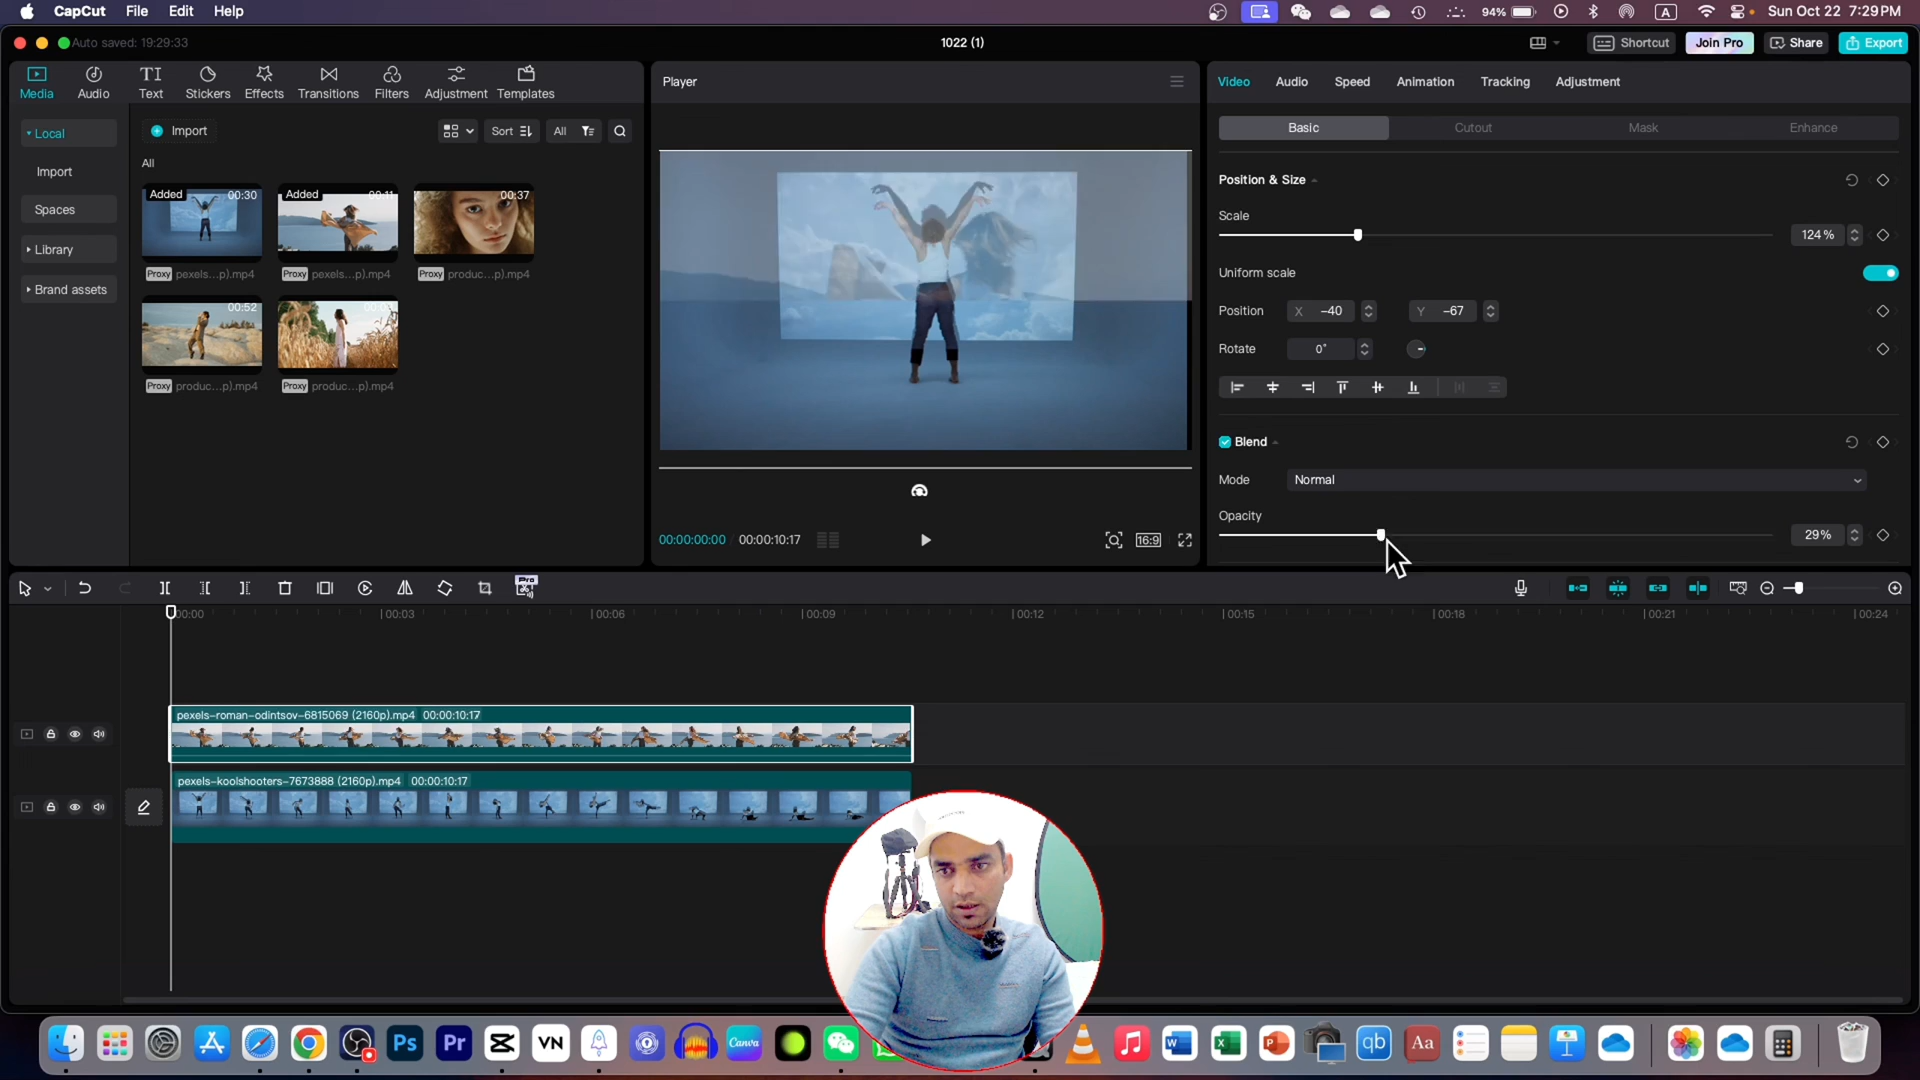 CapCut File Edit Help 94% A Sun Oct 22 7:29 PM
Auto saved: 19:29:33 1022 (1) Shortcut Join Pro Share Export
Media Audio Text Stickers Effects Transitions Filters Adjustment Templates
TI
Player
Video Audio Speed Animation Tracking Adjustment
Local
Import
Spaces
Library
Brand assets
Import Sort All
All
Added 00:30 Added 00:11 00:37
Proxy pexels...p).mp4 Proxy pexels...p).mp4 Proxy produc...p).mp4
00:52
Proxy produc...p).mp4 Proxy produc...p).mp4
00:00:00:00 00:00:10:17 16:9
Basic Cutout Mask Enhance
Position & Size
Scale
124%
Uniform scale
Position X -40 Y -67
Rotate 0°
Blend
Mode Normal
Opacity
29%
Pro
00:00 00:03 00:06 00:09 00:12 00:15 00:18 00:21 00:24
pexels-roman-odintsov-6815069 (2160p).mp4 00:00:10:17
pexels-koolshooters-7673888 (2160p).mp4 00:00:10:17
Ps Pr VN Canva W X P qb Aa